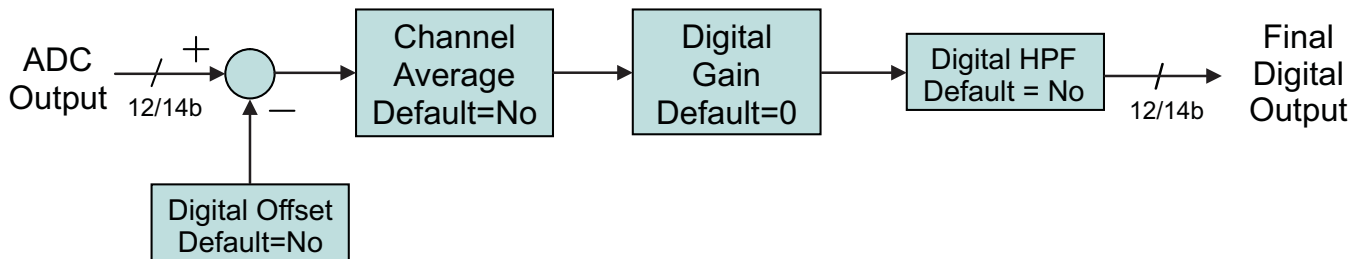 ADC
Output
12/14b
+
−
Digital Offset
Default=No
Channel
Average
Default=No
Digital
Gain
Default=0
Digital HPF
Default = No
12/14b
Final
Digital
Output